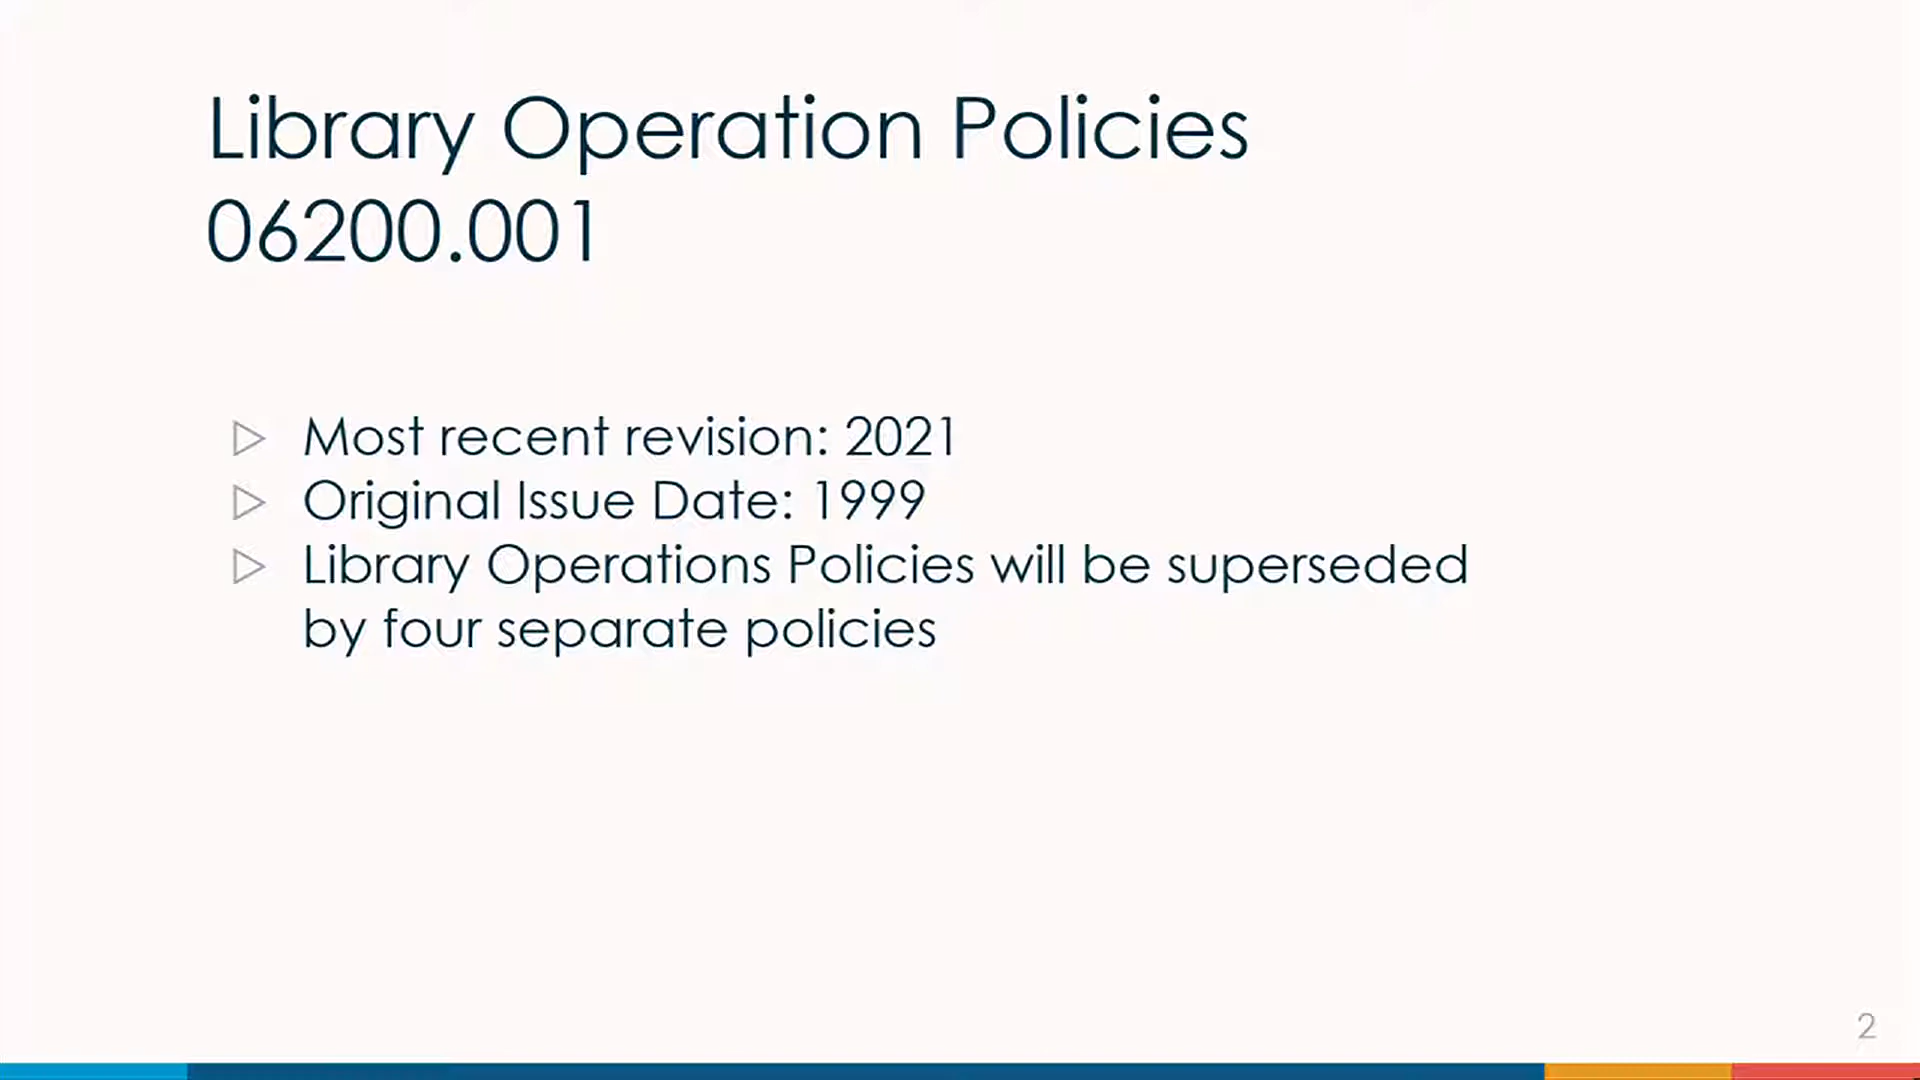 Library Operation Policies
06200.001
▷ Most recent revision: 2021
▷ Original Issue Date: 1999
▷ Library Operations Policies will be superseded
by four separate policies
2